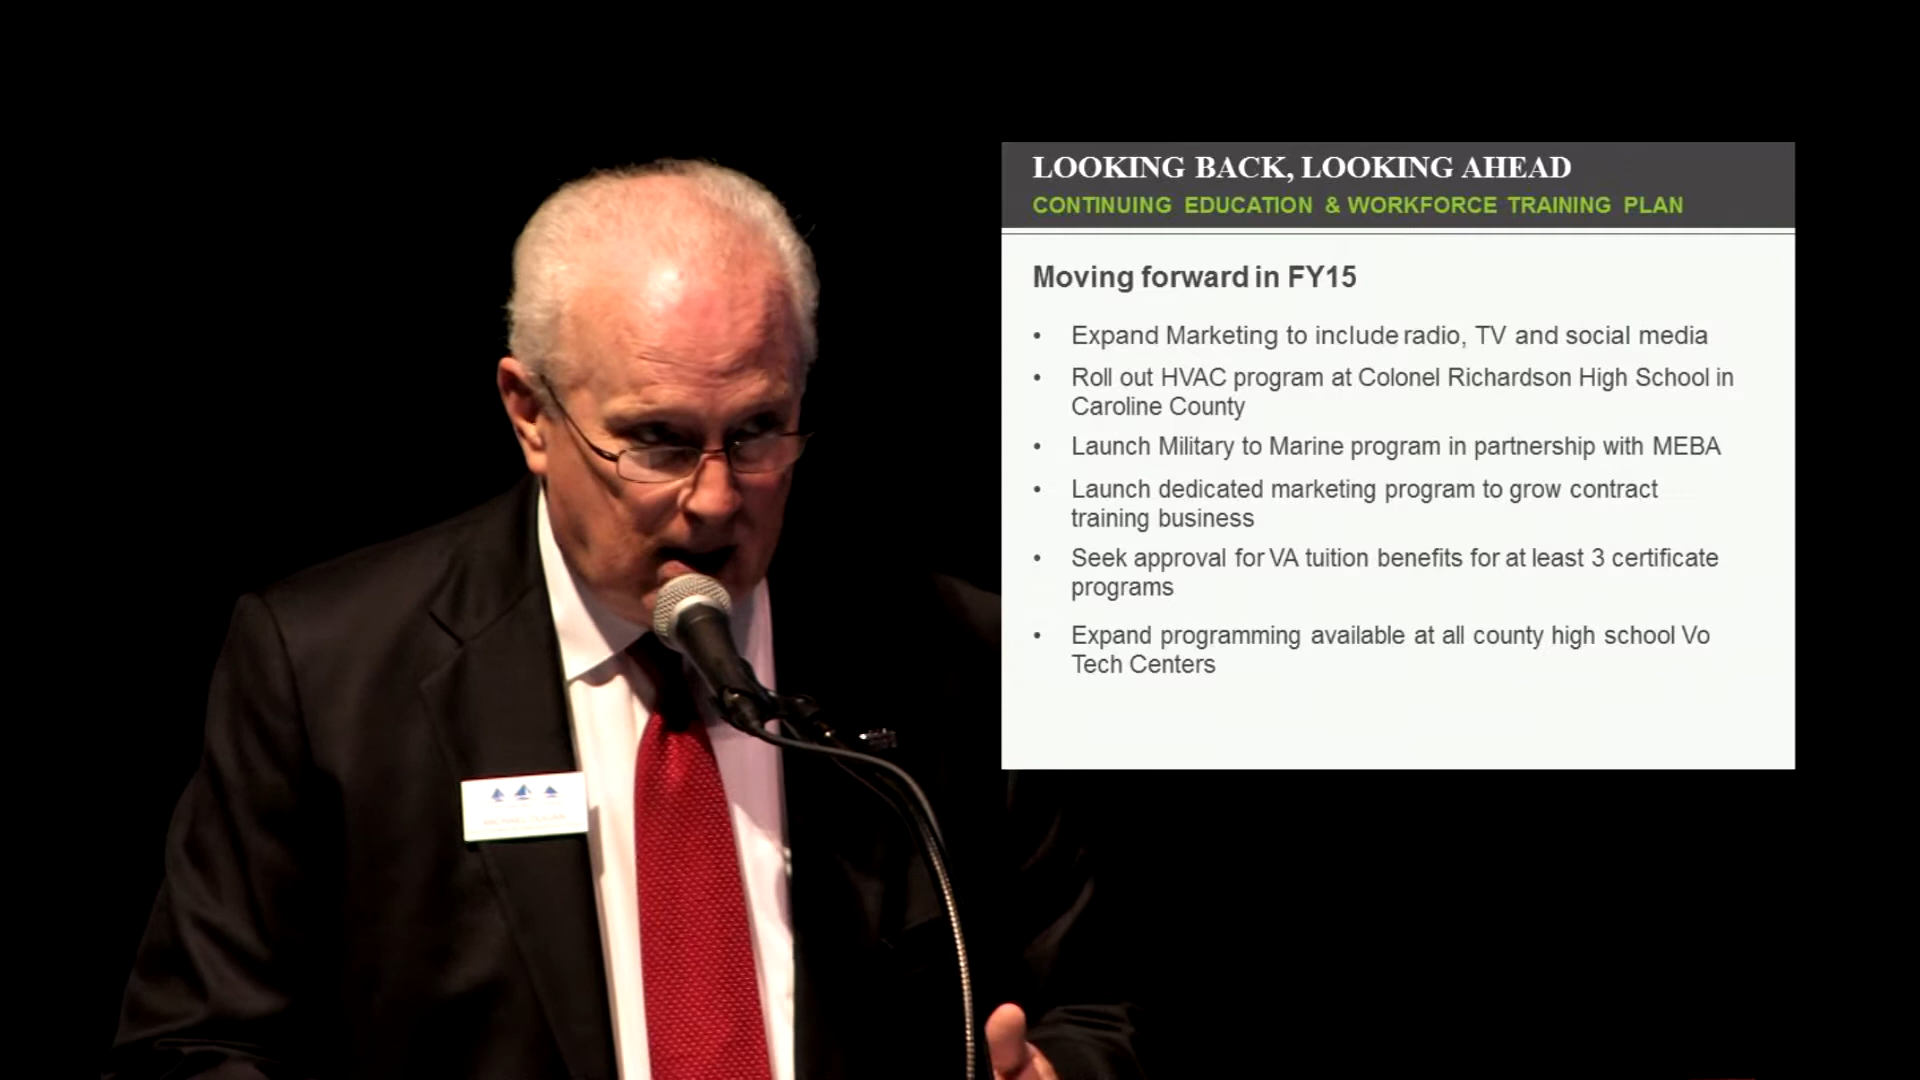 LOOKING BACK, LOOKING AHEAD
CONTINUING EDUCATION & WORKFORCE TRAINING PLAN
Moving forward in FY15
• Expand Marketing to include radio, TV and social media
• Roll out HVAC program at Colonel Richardson High School in
Caroline County
• Launch Military to Marine program in partnership with MEBA
• Launch dedicated marketing program to grow contract
training business
• Seek approval for VA tuition benefits for at least 3 certificate
programs
• Expand programming available at all county high school Vo
Tech Centers